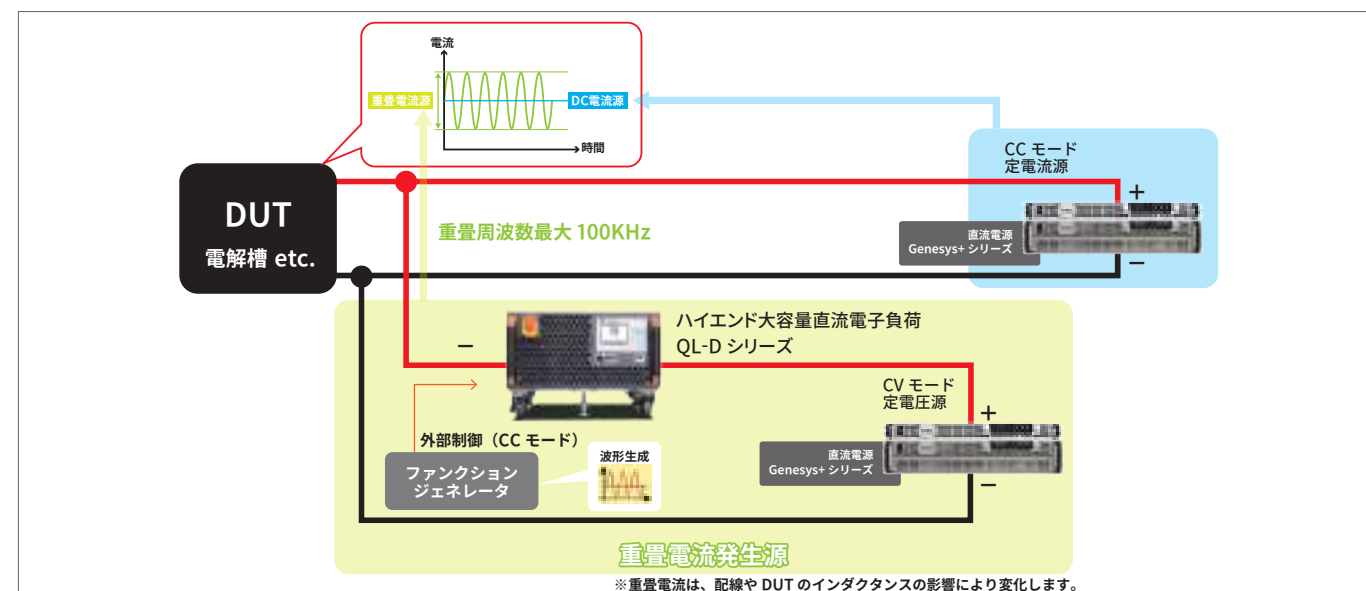 電流
重畳電流源
DC電流源
時間
CC モード
定電流源
DUT
電解槽 etc.
重畳周波数最大 100KHz
+
直流電源
Genesys+ シリーズ
−
ハイエンド大容量直流電子負荷
QL-D シリーズ
−
CV モード
定電圧源
+
外部制御（CC モード）
ファンクション
ジェネレータ
波形生成
直流電源
Genesys+ シリーズ
−
重畳電流発生源
※重畳電流は、配線や DUT のインダクタンスの影響により変化します。